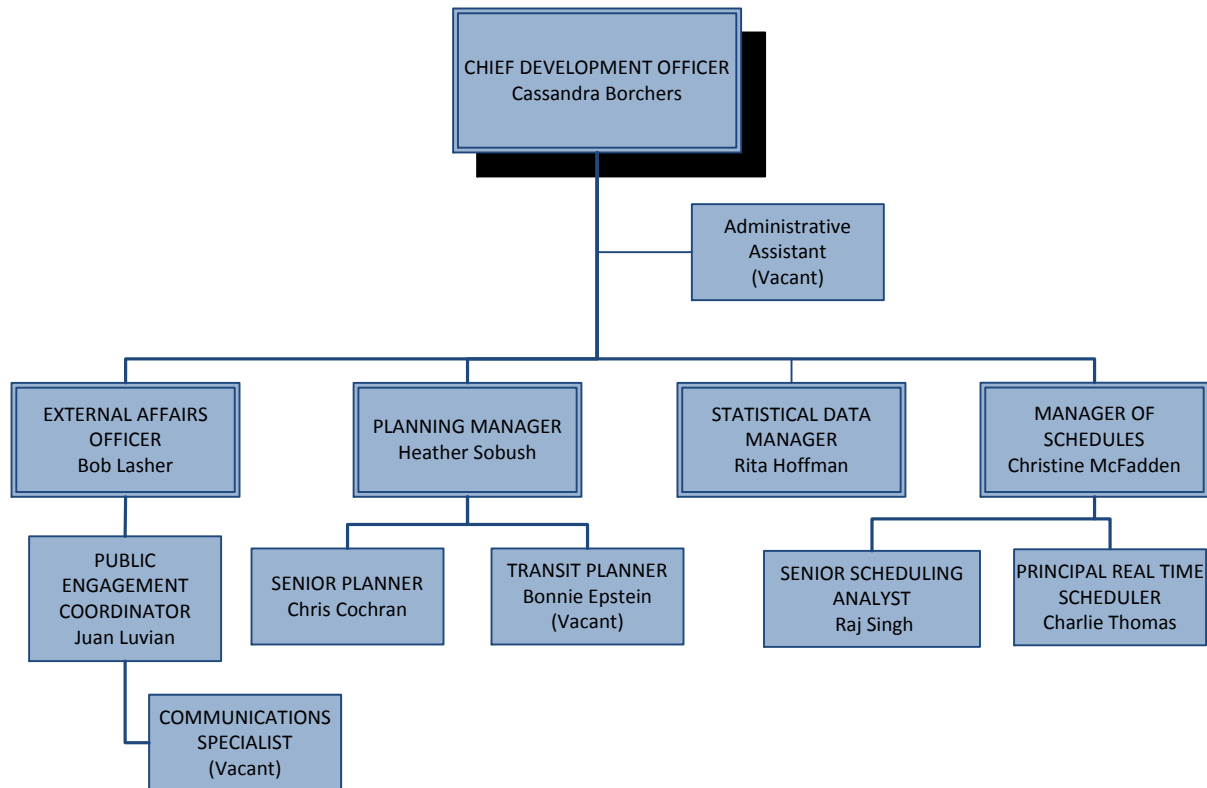 CHIEF DEVELOPMENT OFFICER
Cassandra Borchers
Administrative
Assistant
(Vacant)
EXTERNAL AFFAIRS
OFFICER
Bob Lasher
PLANNING MANAGER
Heather Sobush
STATISTICAL DATA
MANAGER
Rita Hoffman
MANAGER OF
SCHEDULES
Christine McFadden
PUBLIC
ENGAGEMENT
COORDINATOR
Juan Luvian
SENIOR PLANNER
Chris Cochran
TRANSIT PLANNER
Bonnie Epstein
(Vacant)
SENIOR SCHEDULING
ANALYST
Raj Singh
PRINCIPAL REAL TIME
SCHEDULER
Charlie Thomas
COMMUNICATIONS
SPECIALIST
(Vacant)